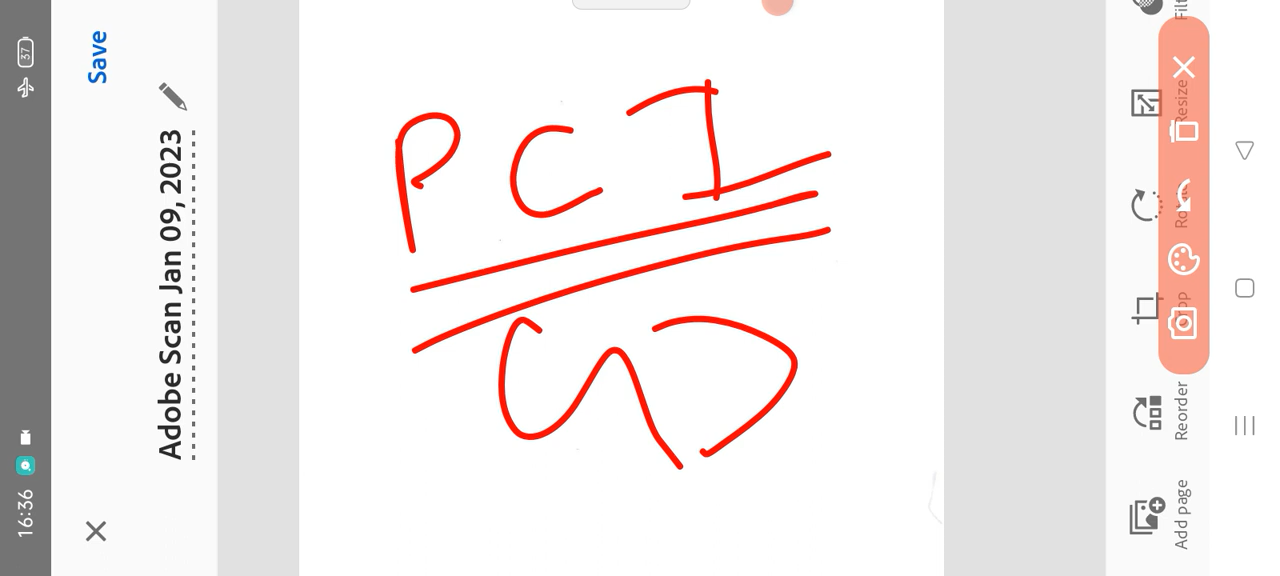 PCI
Save
Adobe Scan Jan 09, 2023
16:36
37
Resize
Reorder
Add page